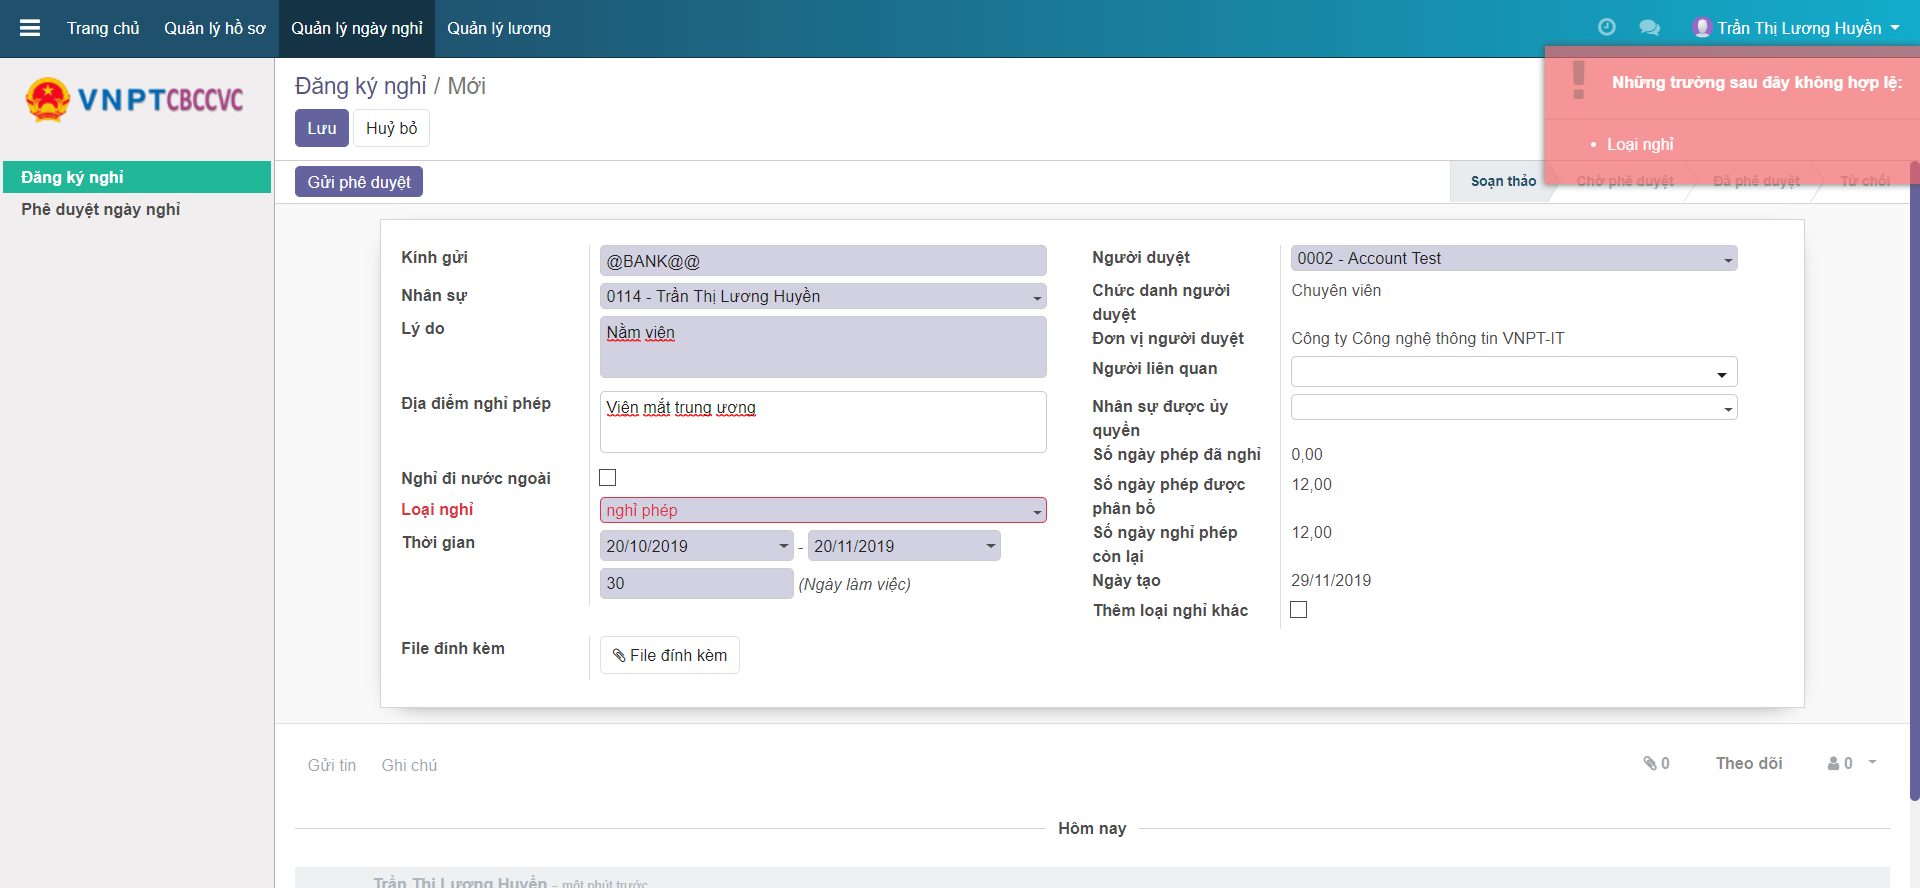 Trang chủ Quản lý hồ sơ Quản lý ngày nghỉ Quản lý lương Trần Thị Lương Huyền
VNPTCBCCVC
Đăng ký nghỉ
Phê duyệt ngày nghỉ
Đăng ký nghỉ / Mới
Lưu Huỷ bỏ
Những trường sau đây không hợp lệ:
• Loại nghỉ
Gửi phê duyệt
Soạn thảo Chờ phê duyệt Đã phê duyệt Từ chối
Kính gửi @BANK@@
Nhân sự 0114 - Trần Thị Lương Huyền
Lý do Nằm viện
Địa điểm nghỉ phép Viện mắt trung ương
Nghỉ đi nước ngoài
Loại nghỉ nghỉ phép
Thời gian 20/10/2019 - 20/11/2019
30 (Ngày làm việc)
File đính kèm File đính kèm
Người duyệt 0002 - Account Test
Chức danh người duyệt Chuyên viên
Đơn vị người duyệt Công ty Công nghệ thông tin VNPT-IT
Người liên quan
Nhân sự được ủy quyền
Số ngày phép đã nghỉ 0,00
Số ngày phép được phân bổ 12,00
Số ngày nghỉ phép còn lại 12,00
Ngày tạo 29/11/2019
Thêm loại nghỉ khác
Gửi tin Ghi chú 0 Theo dõi 0
Hôm nay
Trần Thị Lương Huyền - một phút trước